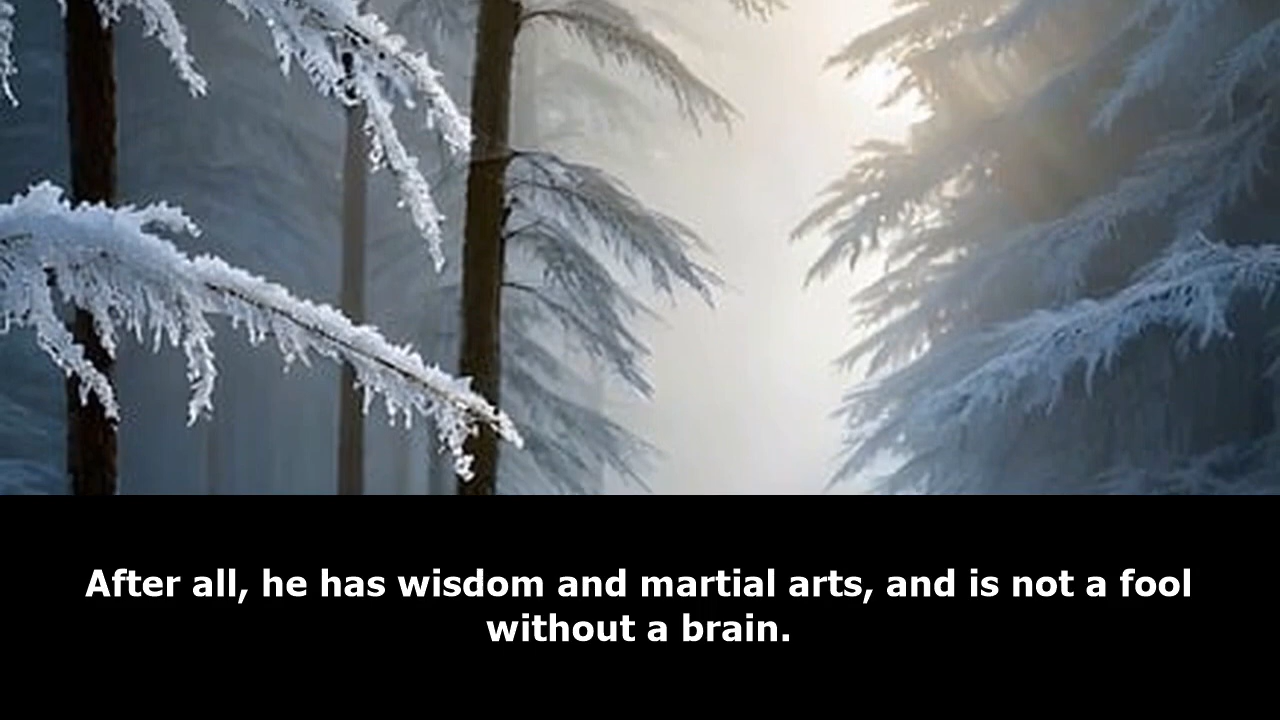 After all, he has wisdom and martial arts, and is not a fool
without a brain.